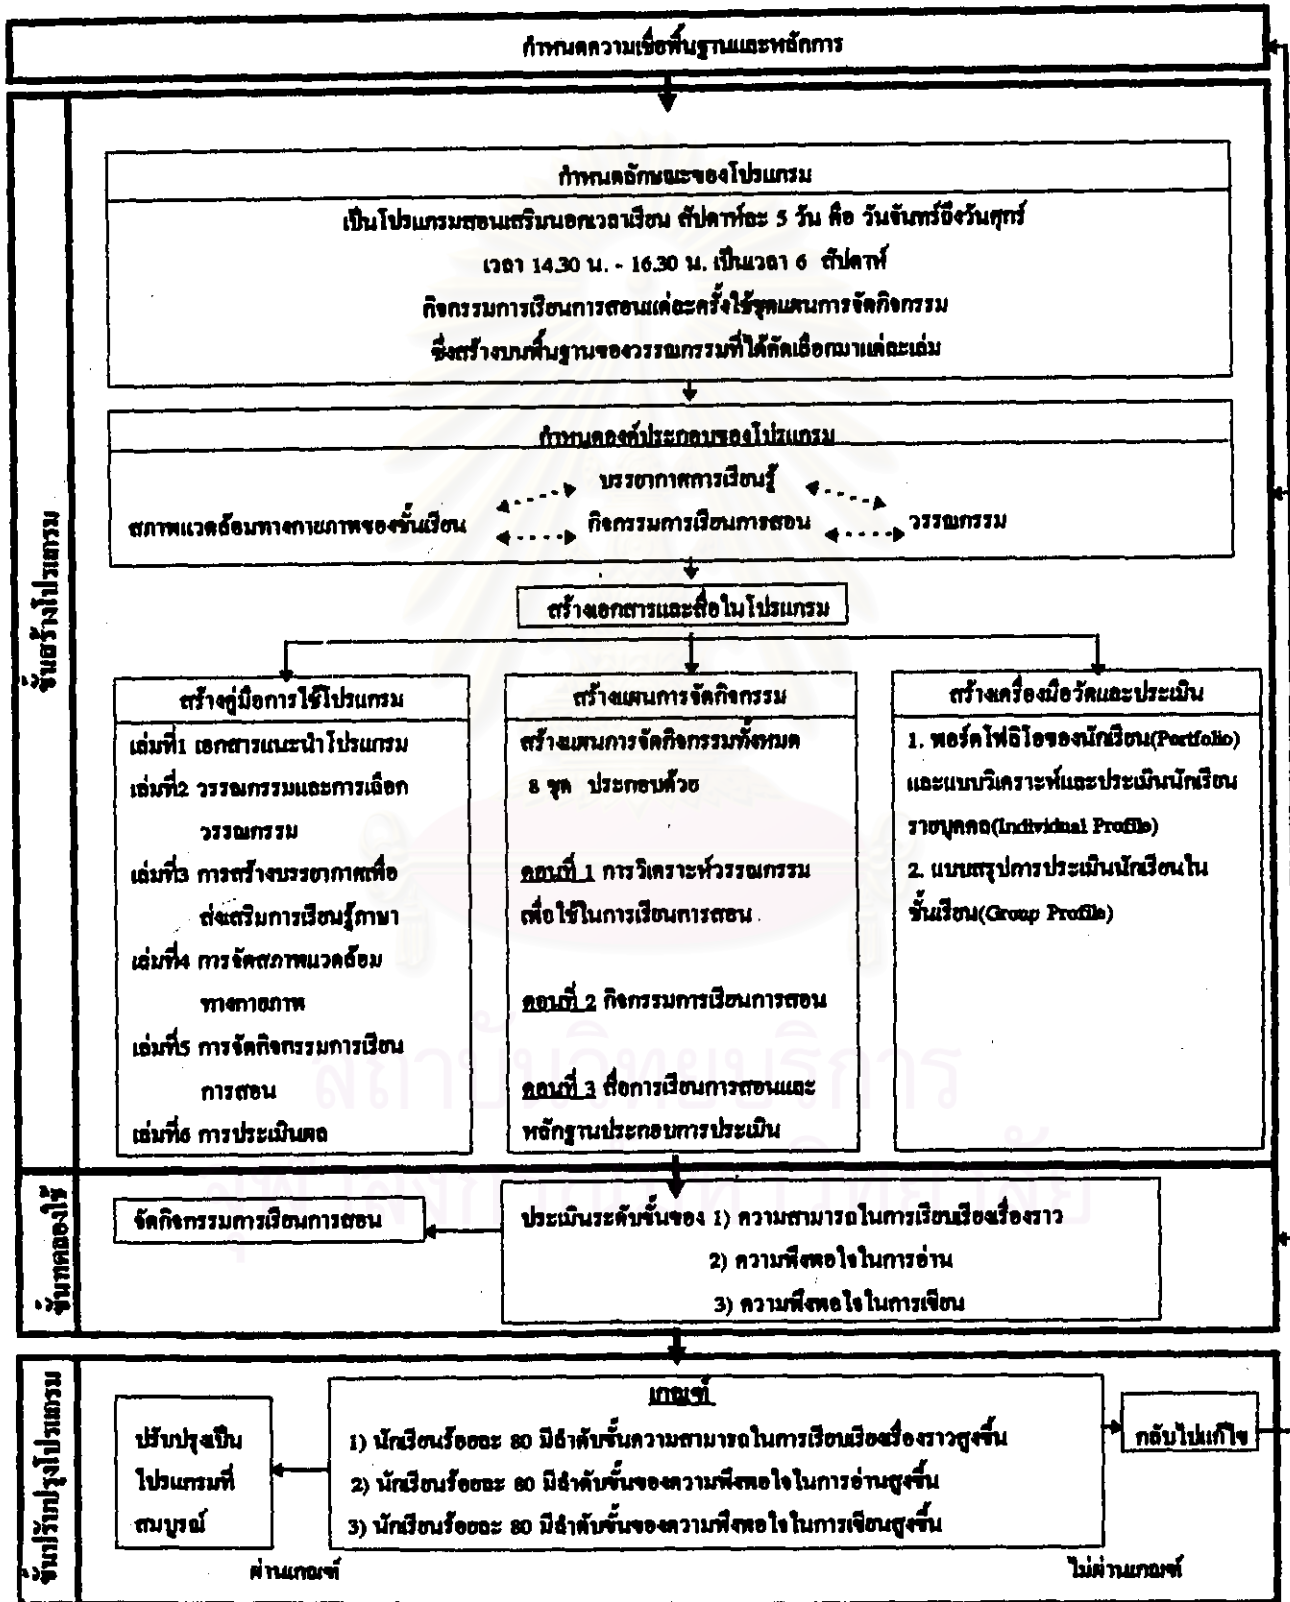 กำหนดความเชื่อพื้นฐานและหลักการ
ขั้นสร้างโปรแกรม
กำหนดลักษณะของโปรแกรม
เป็นโปรแกรมสอนเสริมนอกเวลาเรียน สัปดาห์ละ 5 วัน คือ วันจันทร์ถึงวันศุกร์
เวลา 14.30 น. - 16.30 น. เป็นเวลา 6 สัปดาห์
กิจกรรมการเรียนการสอนแต่ละครั้งใช้ชุดแผนการจัดกิจกรรม
ซึ่งสร้างบนพื้นฐานของวรรณกรรมที่ได้คัดเลือกมาแต่ละเล่ม
กำหนดองค์ประกอบของโปรแกรม
บรรยากาศการเรียนรู้
สภาพแวดล้อมทางกายภาพของชั้นเรียน
กิจกรรมการเรียนการสอน
วรรณกรรม
สร้างเอกสารและสื่อในโปรแกรม
สร้างคู่มือการใช้โปรแกรม
เล่มที่1 เอกสารแนะนำโปรแกรม
เล่มที่2 วรรณกรรมและการเลือก
วรรณกรรม
เล่มที่3 การสร้างบรรยากาศเพื่อ
ส่งเสริมการเรียนรู้ภาษา
เล่มที่4 การจัดสภาพแวดล้อม
ทางกายภาพ
เล่มที่5 การจัดกิจกรรมการเรียน
การสอน
เล่มที่6 การประเมินผล
สร้างแผนการจัดกิจกรรม
สร้างแผนการจัดกิจกรรมทั้งหมด
8 ชุด ประกอบด้วย
ตอนที่ 1 การวิเคราะห์วรรณกรรม
เพื่อใช้ในการเรียนการสอน
ตอนที่ 2 กิจกรรมการเรียนการสอน
ตอนที่ 3 สื่อการเรียนการสอนและ
หลักฐานประกอบการประเมิน
สร้างเครื่องมือวัดและประเมิน
1. พอร์ตโฟลิโอของนักเรียน(Portfolio)
และแบบวิเคราะห์และประเมินนักเรียน
รายบุคคล(Individual Profile)
2. แบบสรุปการประเมินนักเรียนใน
ชั้นเรียน(Group Profile)
สถาบันวิทยบริการ
จุฬาลงกรณ์มหาวิทยาลัย
ขั้นทดลองใช้
จัดกิจกรรมการเรียนการสอน
ประเมินระดับขั้นของ 1) ความสามารถในการเรียบเรียงเรื่องราว
2) ความพึงพอใจในการอ่าน
3) ความพึงพอใจในการเขียน
ขั้นปรับปรุงโปรแกรม
ปรับปรุงเป็น
โปรแกรมที่
สมบูรณ์
เกณฑ์
1) นักเรียนร้อยละ 80 มีลำดับขั้นความสามารถในการเรียบเรียงเรื่องราวสูงขึ้น
2) นักเรียนร้อยละ 80 มีลำดับขั้นของความพึงพอใจในการอ่านสูงขึ้น
3) นักเรียนร้อยละ 80 มีลำดับขั้นของความพึงพอใจในการเขียนสูงขึ้น
กลับไปแก้ไข
ผ่านเกณฑ์
ไม่ผ่านเกณฑ์